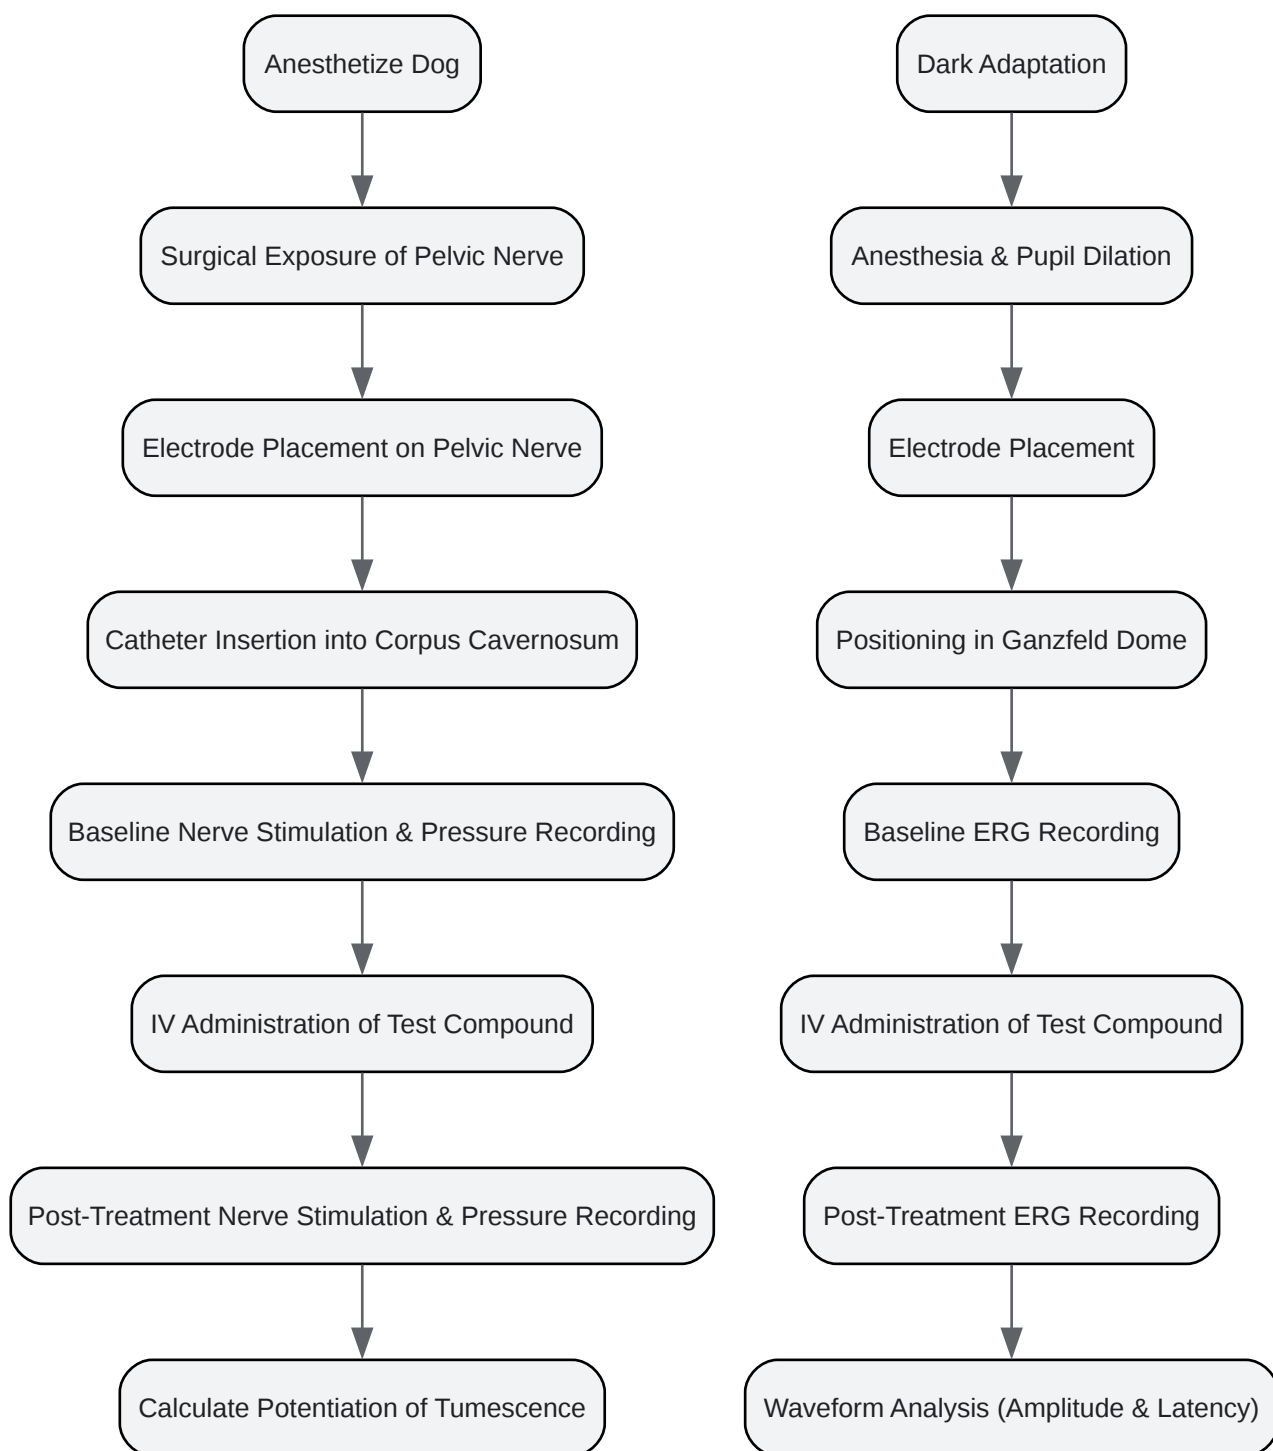 Anesthetize Dog
Surgical Exposure of Pelvic Nerve
Electrode Placement on Pelvic Nerve
Catheter Insertion into Corpus Cavernosum
Baseline Nerve Stimulation & Pressure Recording
IV Administration of Test Compound
Post-Treatment Nerve Stimulation & Pressure Recording
Calculate Potentiation of Tumescence
Dark Adaptation
Anesthesia & Pupil Dilation
Electrode Placement
Positioning in Ganzfeld Dome
Baseline ERG Recording
IV Administration of Test Compound
Post-Treatment ERG Recording
Waveform Analysis (Amplitude & Latency)